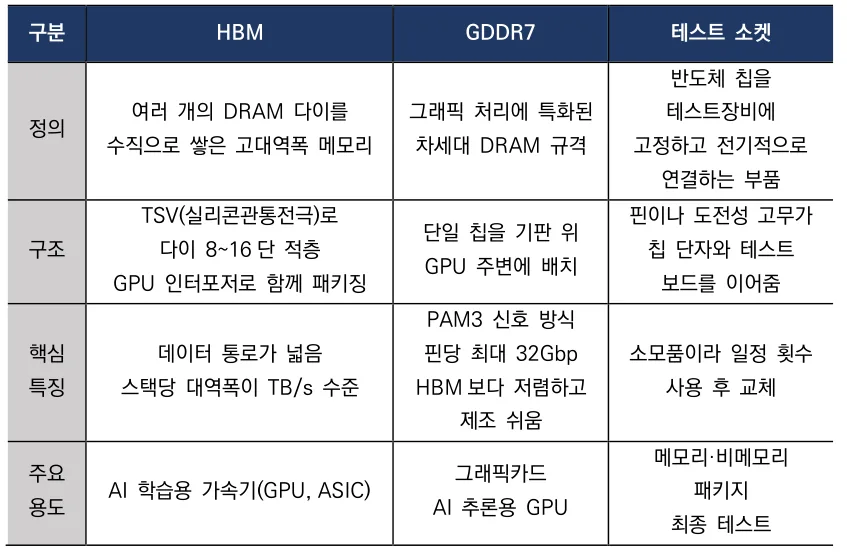 구분 HBM GDDR7 테스트 소켓
정의
여러 개의 DRAM 다이를
수직으로 쌓은 고대역폭 메모리
그래픽 처리에 특화된
차세대 DRAM 규격
반도체 칩을
테스트장비에
고정하고 전기적으로
연결하는 부품
구조
TSV(실리콘관통전극)로
다이 8~16단 적층
GPU 인터포저로 함께 패키징
단일 칩을 기판 위
GPU 주변에 배치
핀이나 도전성 고무가
칩 단자와 테스트
보드를 이어줌
핵심
특징
데이터 통로가 넓음
스택당 대역폭이 TB/s 수준
PAM3 신호 방식
핀당 최대 32Gbp
HBM보다 저렴하고
제조 쉬움
소모품이라 일정 횟수
사용 후 교체
주요
용도
AI 학습용 가속기(GPU, ASIC)
그래픽카드
AI 추론용 GPU
메모리·비메모리
패키지
최종 테스트